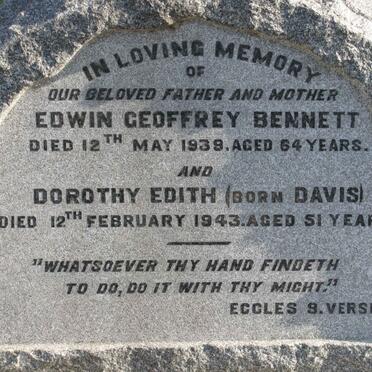 IN LOVING MEMORY
OF
OUR BELOVED FATHER AND MOTHER
EDWIN GEOFFREY BENNETT
DIED 12TH MAY 1939. AGED 64 YEARS.
AND
DOROTHY EDITH (BORN DAVIS)
DIED 12TH FEBRUARY 1943. AGED 51 YEAR
"WHATSOEVER THY HAND FINDETH
TO DO, DO IT WITH THY MIGHT."
ECCLES 9. VERS